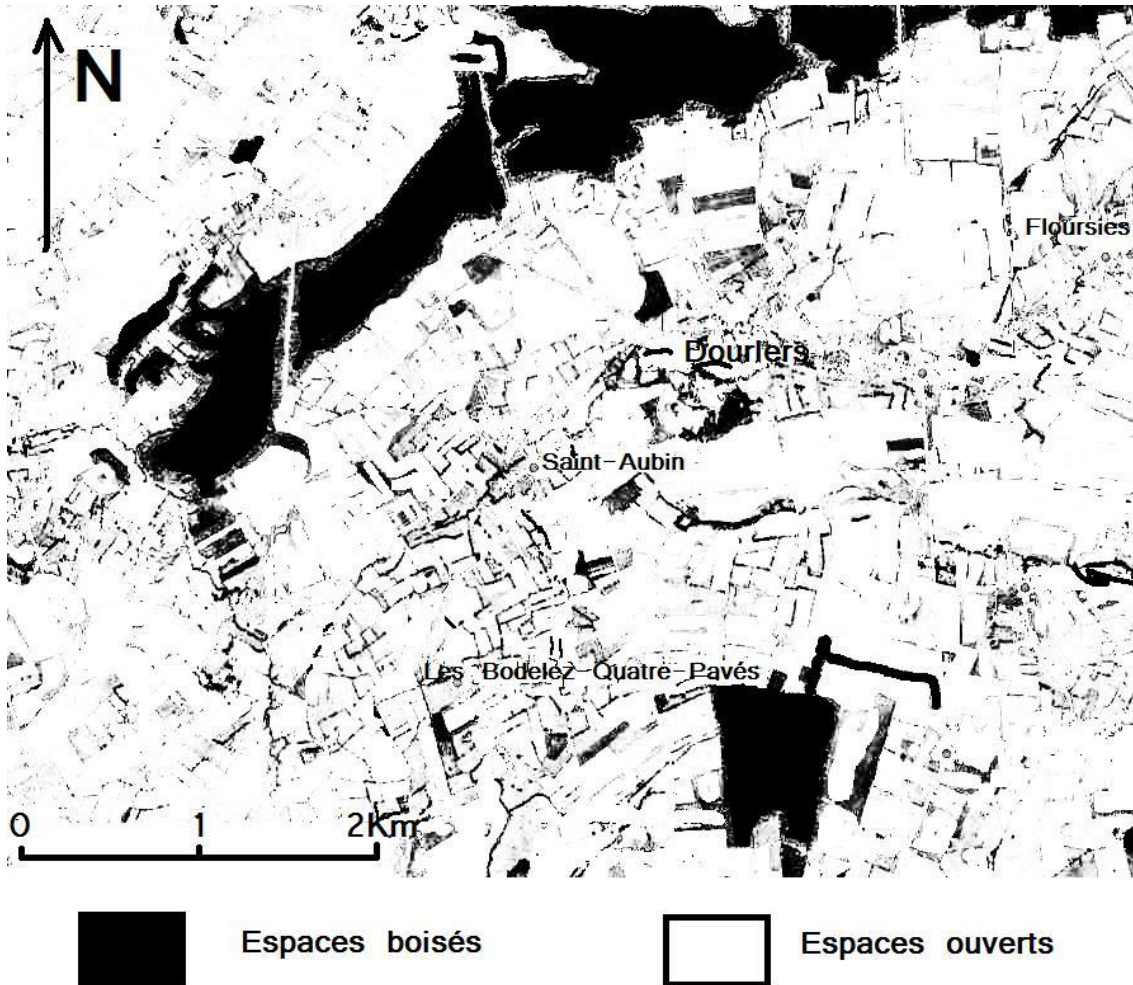 N
Floursies
Dourlers
Saint-Aubin
Les Bodelez-Quatre-Pavés
0 1 2Km
Espaces boisés
Espaces ouverts